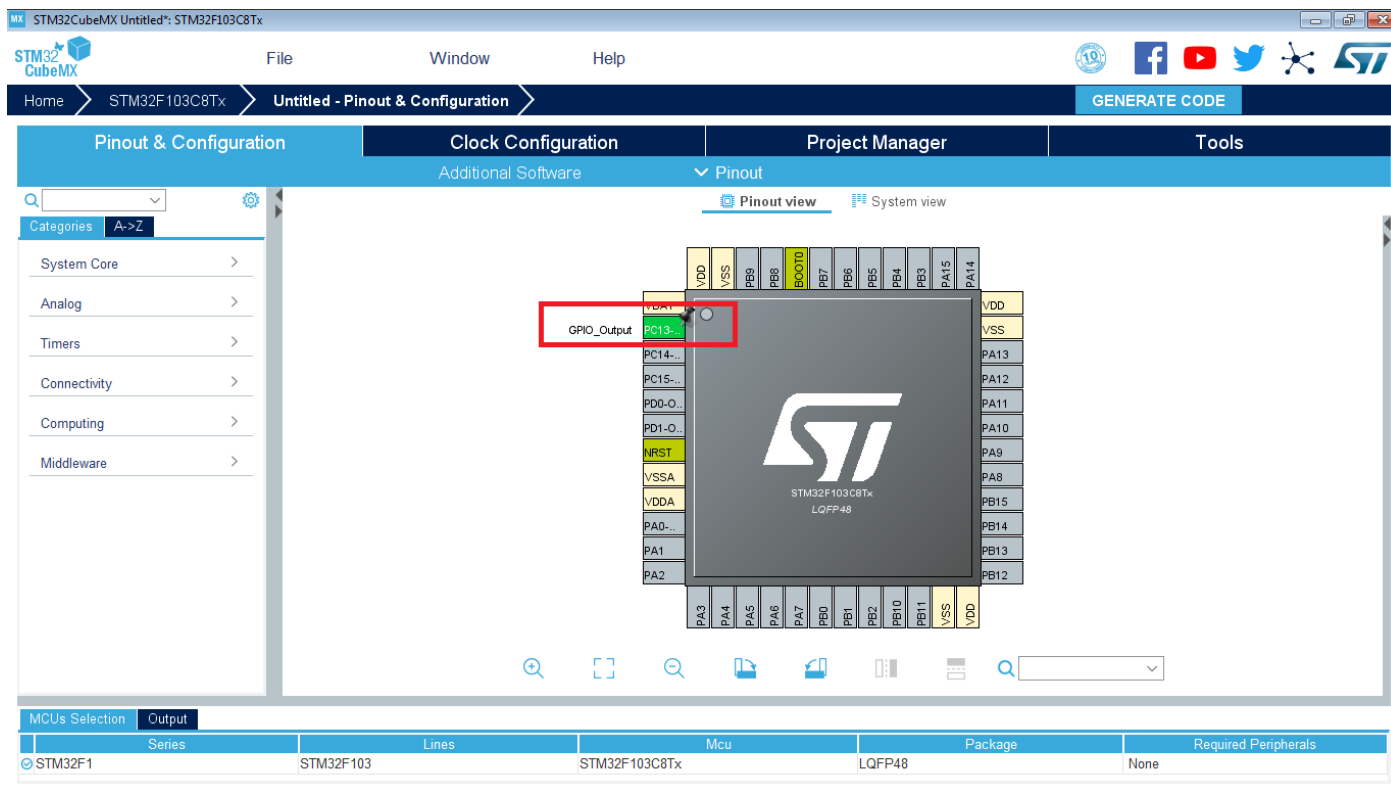 MX STM32CubeMX Untitled*: STM32F103C8Tx
STM32 CubeMX
File Window Help
10
Home STM32F103C8Tx Untitled - Pinout & Configuration GENERATE CODE
Pinout & Configuration Clock Configuration Project Manager Tools
Additional Software Pinout
Pinout view System view
Categories A->Z
System Core
Analog
Timers
Connectivity
Computing
Middleware
VDD VSS PB9 PB8 BOOT0 PB7 PB6 PB5 PB4 PB3 PA15 PA14
GPIO_Output PC13-..
PC14-..
PC15-..
PD0-O..
PD1-O..
NRST
VSSA
VDDA
PA0-..
PA1
PA2
STM32F103C8Tx
LQFP48
VDD
VSS
PA13
PA12
PA11
PA10
PA9
PA8
PB15
PB14
PB13
PB12
PA3 PA4 PA5 PA6 PA7 PB0 PB1 PB2 PB10 PB11 VSS VDD
MCUs Selection Output
Series Lines Mcu Package Required Peripherals
STM32F1 STM32F103 STM32F103C8Tx LQFP48 None